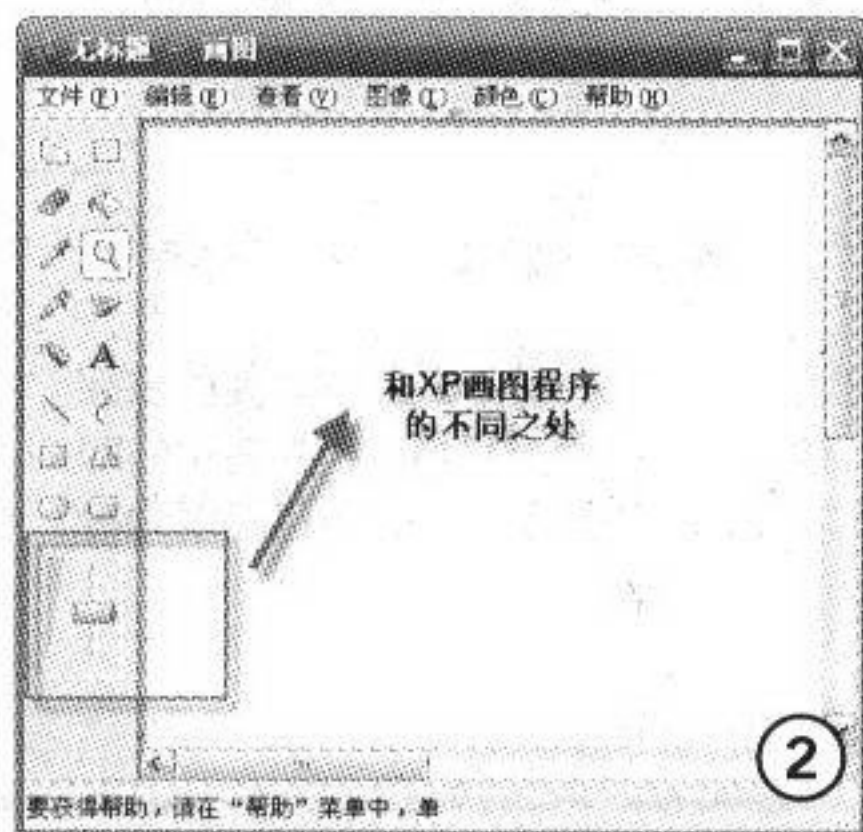 无标题 - 画图
文件(F) 编辑(E) 查看(V) 图像(I) 颜色(C) 帮助(H)
A
和XP画图程序
的不同之处
2
要获得帮助，请在“帮助”菜单中，单